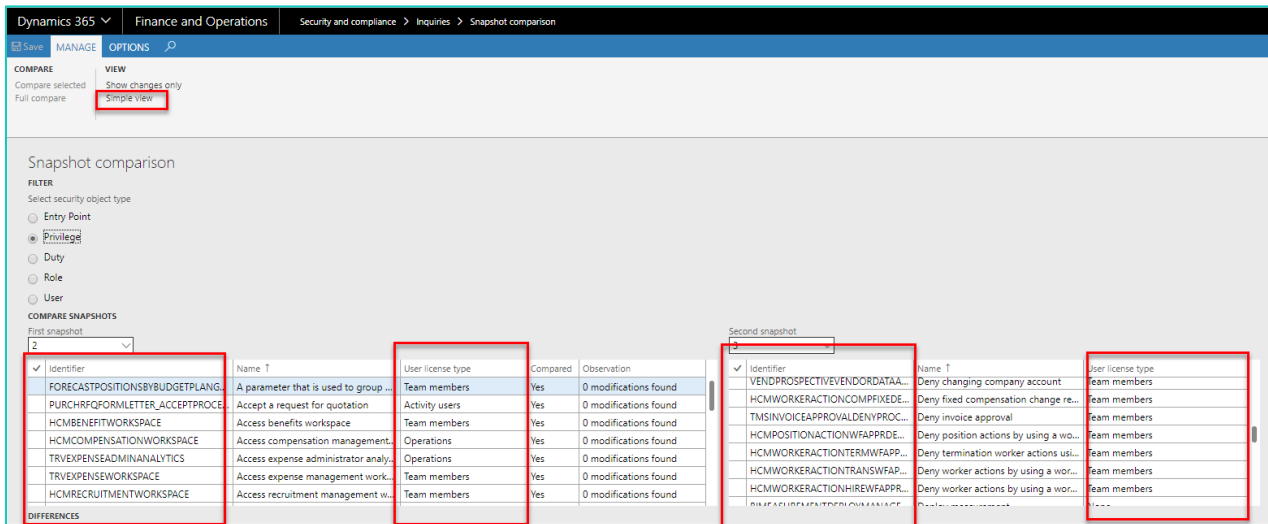 Dynamics 365 Finance and Operations Security and compliance > Inquiries > Snapshot comparison
Save MANAGE OPTIONS
COMPARE VIEW
Compare selected Show changes only
Full compare Simple view
Snapshot comparison
FILTER
Select security object type
Entry Point
Privilege
Duty
Role
User
COMPARE SNAPSHOTS
First snapshot Second snapshot
2 3
Identifier Name ↑ User license type Compared Observation Identifier Name ↑ User license type
FORECASTPOSITIONSBYBUDGETPLANG... A parameter that is used to group ... Team members Yes 0 modifications found VENDPROSPECTIVEVENDORDATAA... Deny changing company account Team members
PURCHRFQFORMLETTER_ACCEPTPROCE... Accept a request for quotation Activity users Yes 0 modifications found HCMWORKERACTIONCOMPFIXEDE... Deny fixed compensation change re... Team members
HCMBENEFITWORKSPACE Access benefits workspace Team members Yes 0 modifications found TMSINVOICEAPPROVALDENYPROC... Deny invoice approval Team members
HCMCOMPENSATIONWORKSPACE Access compensation management... Operations Yes 0 modifications found HCMPOSITIONACTIONWFAPPRDE... Deny position actions by using a wo... Team members
TRVEXPENSEADMINANALYTICS Access expense administrator analy... Operations Yes 0 modifications found HCMWORKERACTIONTERMWFAPP... Deny termination worker actions usi... Team members
TRVEXPENSEWORKSPACE Access expense management work... Team members Yes 0 modifications found HCMWORKERACTIONTRANSWFAP... Deny worker actions by using a wor... Team members
HCMRECRUITMENTWORKSPACE Access recruitment management w... Team members Yes 0 modifications found HCMWORKERACTIONHIREWFAPPR... Deny worker actions by using a wor... Team members
BIMEASUREMENTDEPLOYMANAGE... Deploy measurement None
DIFFERENCES